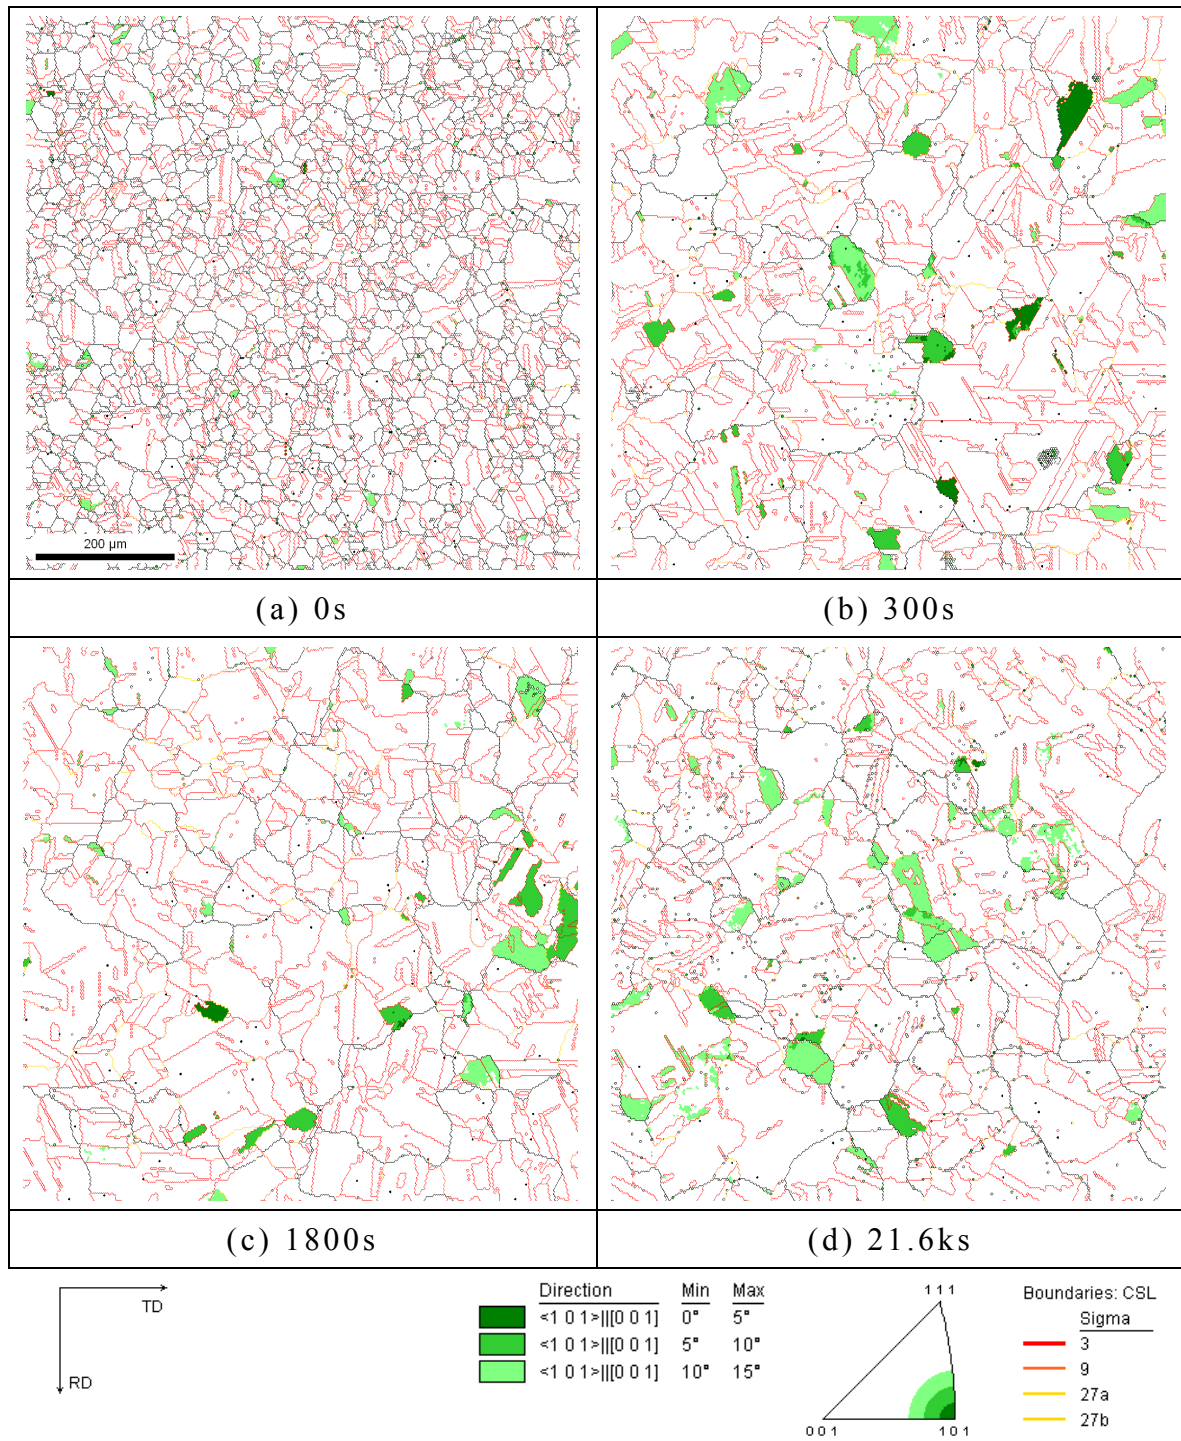 200 µm
(a) 0s
(b) 300s
(c) 1800s
(d) 21.6ks
TD
RD
Direction Min Max
<1 0 1>||[0 0 1] 0° 5°
<1 0 1>||[0 0 1] 5° 10°
<1 0 1>||[0 0 1] 10° 15°
1 1 1
0 0 1 1 0 1
Boundaries: CSL
Sigma
3
9
27a
27b